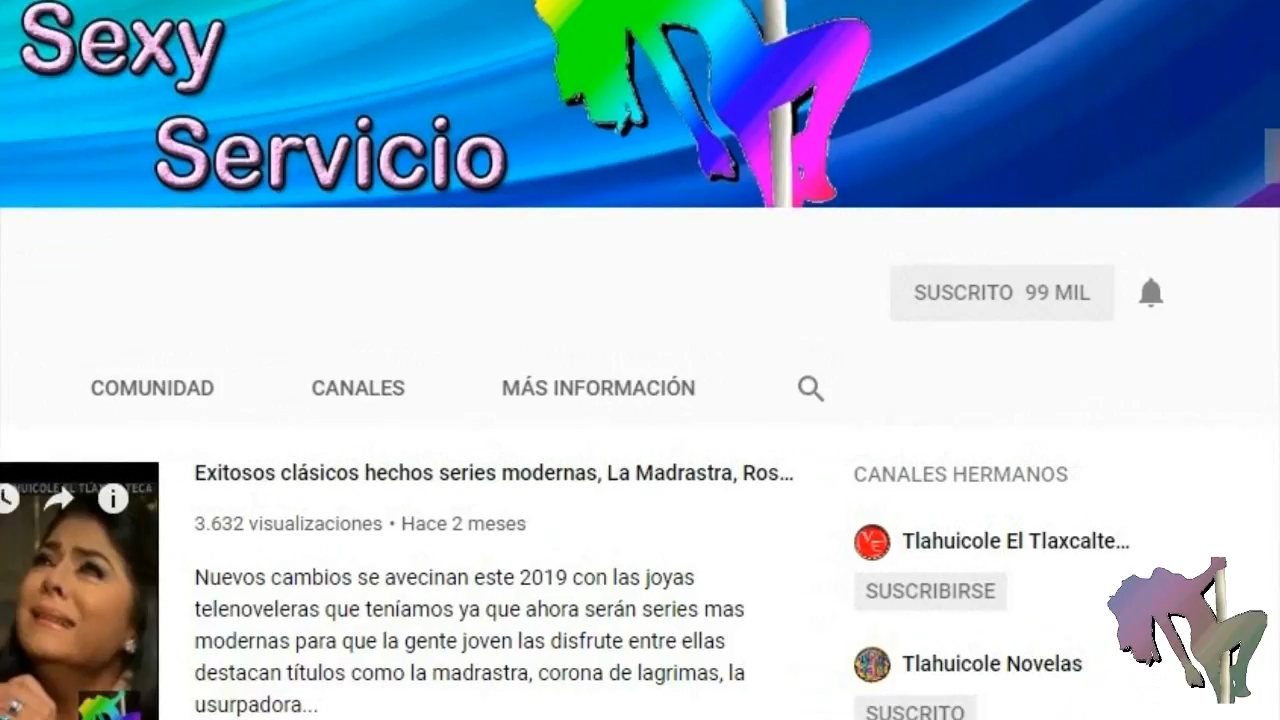 Sexy
Servicio
SUSCRITO 99 MIL
COMUNIDAD CANALES MÁS INFORMACIÓN
Exitosos clásicos hechos series modernas, La Madrastra, Ros...
CANALES HERMANOS
3.632 visualizaciones • Hace 2 meses
Tlahuicole El Tlaxcalte...
SUSCRIBIRSE
Nuevos cambios se avecinan este 2019 con las joyas
telenoveleras que teníamos ya que ahora serán series mas
modernas para que la gente joven las disfrute entre ellas
destacan títulos como la madrastra, corona de lagrimas, la
usurpadora...
Tlahuicole Novelas
SUSCRITO